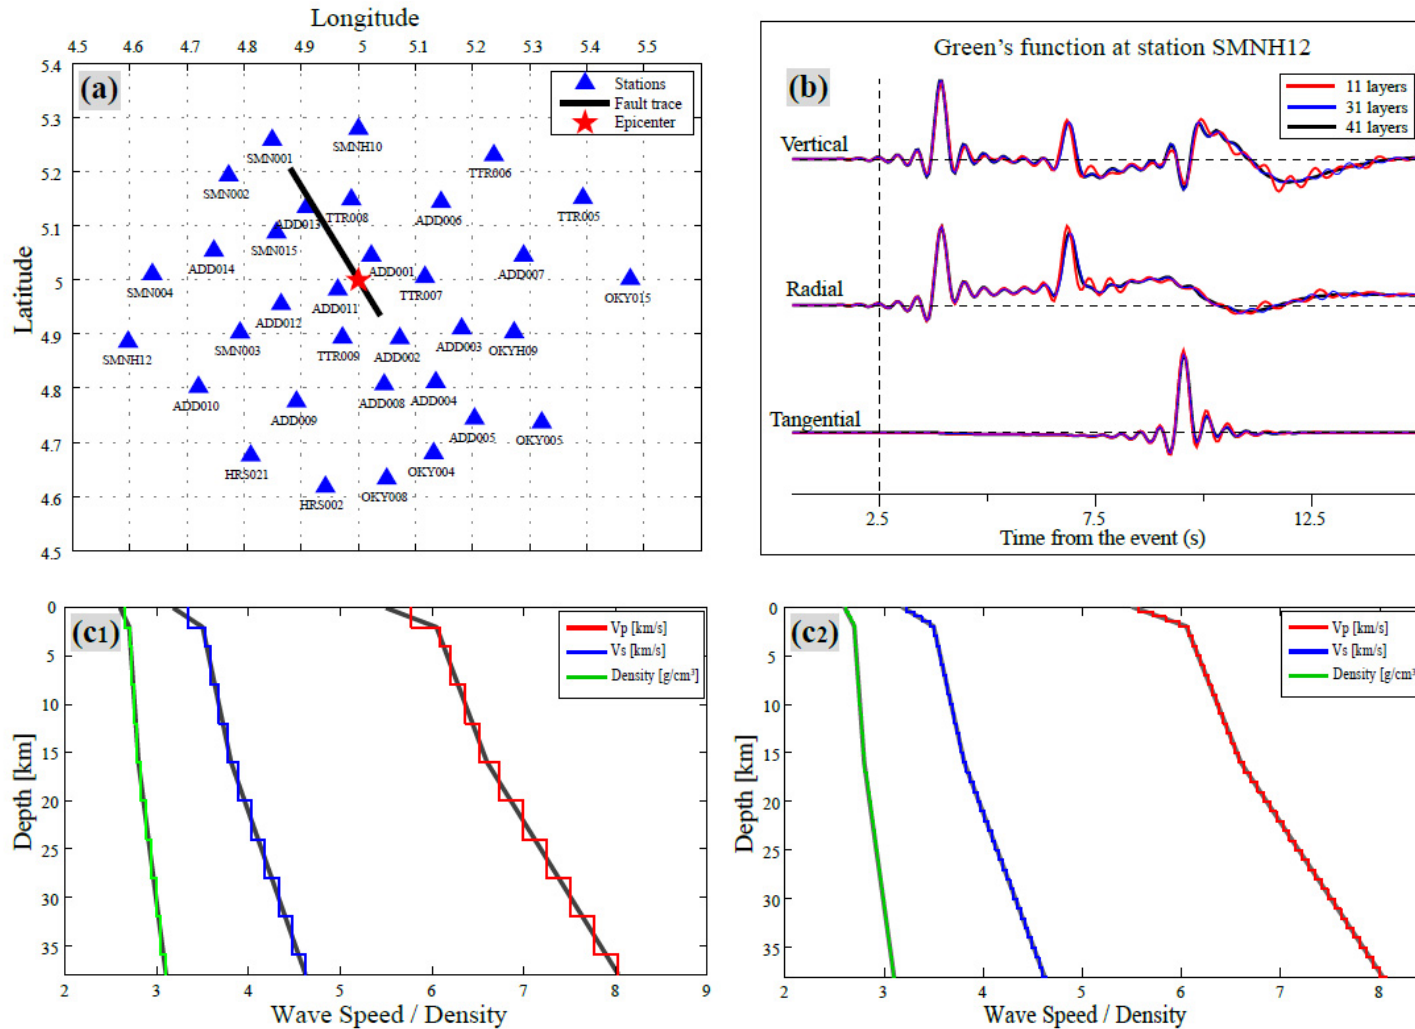 Longitude
4.5 4.6 4.7 4.8 4.9 5 5.1 5.2 5.3 5.4 5.5
5.4
5.3
5.2
5.1
5
4.9
4.8
4.7
4.6
4.5
Latitude
(a)
Stations
Fault trace
Epicenter
SMNH10
SMN001
TTR006
SMN002
TTR005
ADD013
TTR008
ADD006
SMN015
ADD014
ADD001
ADD007
SMN004
TTR007
OKY015
ADD011
ADD012
SMN003
TTR009
ADD002
ADD003
OKYH09
SMNH12
ADD010
ADD009
ADD008
ADD004
ADD005
OKY005
HRS021
OKY004
HRS002
OKY008
Green's function at station SMNH12
(b)
11 layers
31 layers
41 layers
Vertical
Radial
Tangential
2.5 7.5 12.5
Time from the event (s)
(c1)
Vp [km/s]
Vs [km/s]
Density [g/cm³]
0
5
10
15
20
25
30
35
Depth [km]
2 3 4 5 6 7 8 9
Wave Speed / Density
(c2)
Vp [km/s]
Vs [km/s]
Density [g/cm³
0
5
10
15
20
25
30
35
Depth [km]
2 3 4 5 6 7 8
Wave Speed / Density